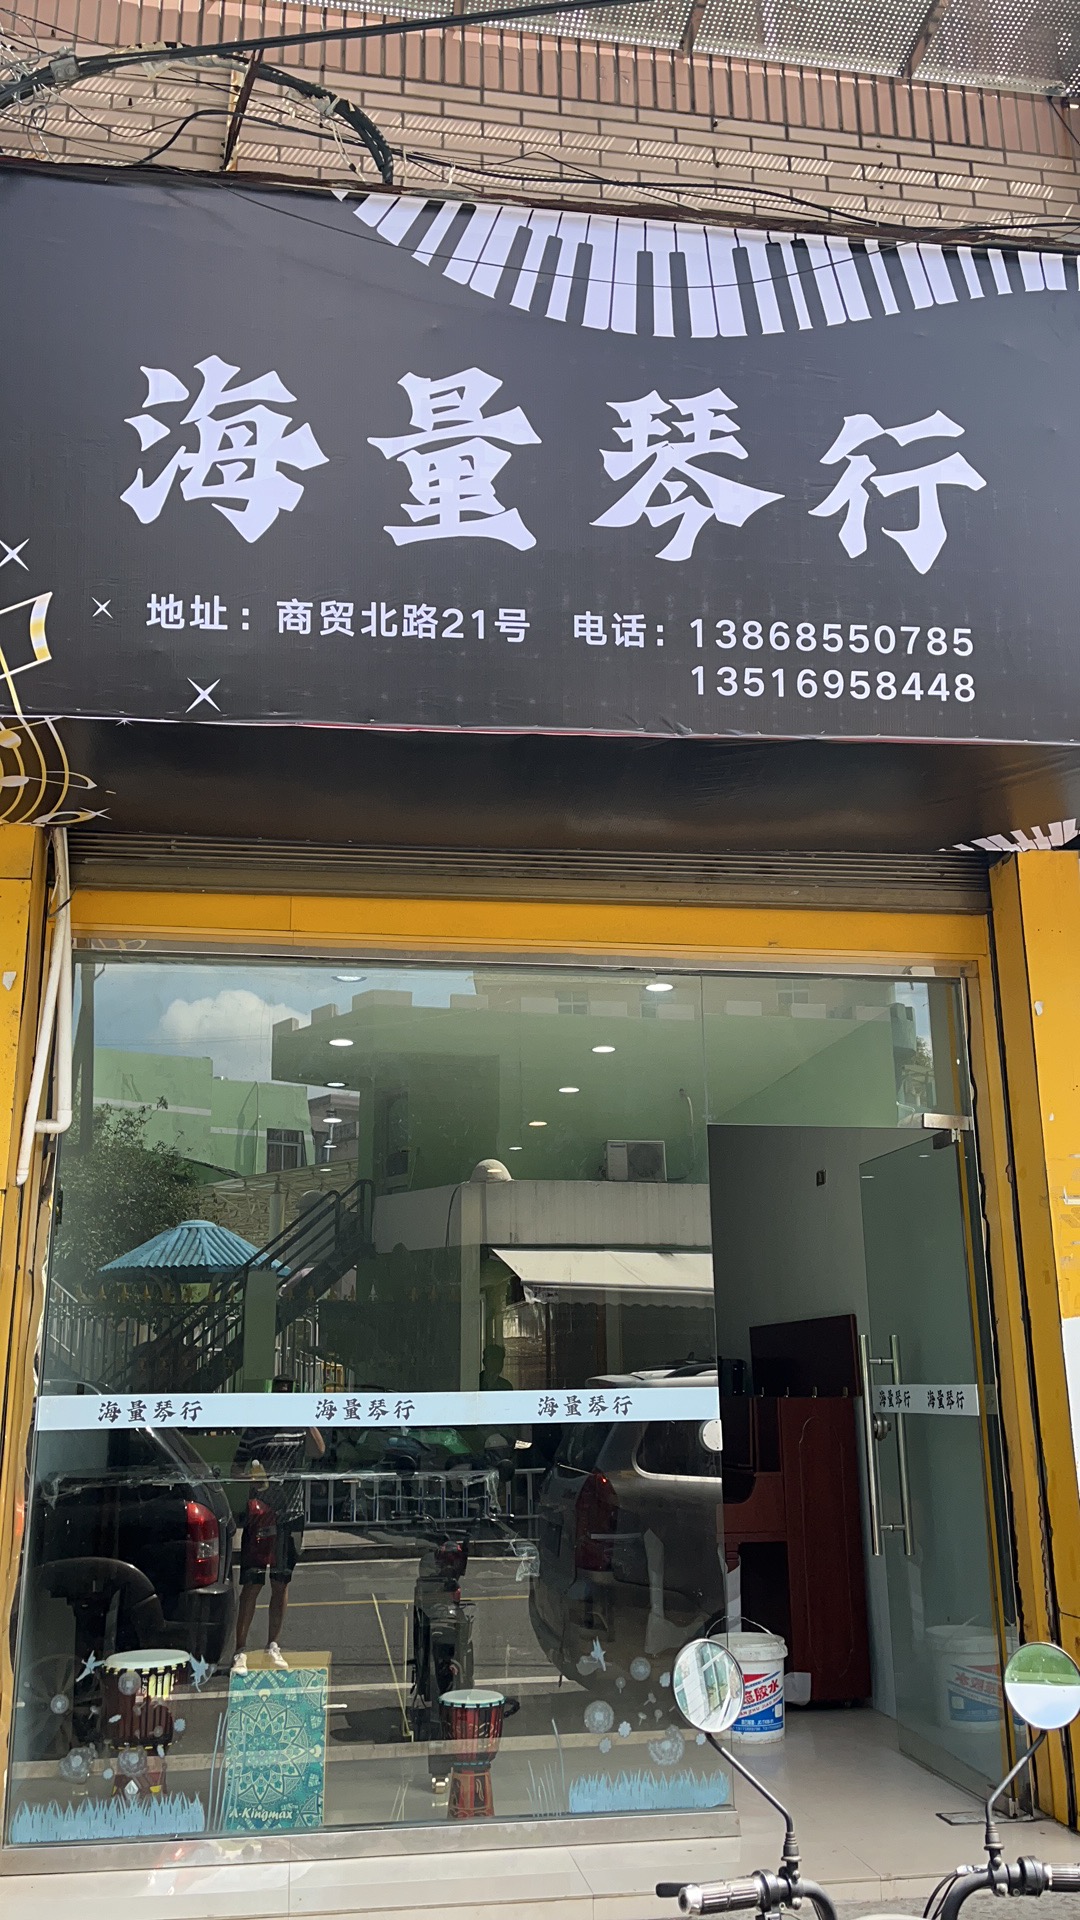 海量琴行
地址：商贸北路21号 电话：13868550785
13516958448
海量琴行 海量琴行 海量琴行 海量琴行 海量琴行
胶水
A-Kingmax